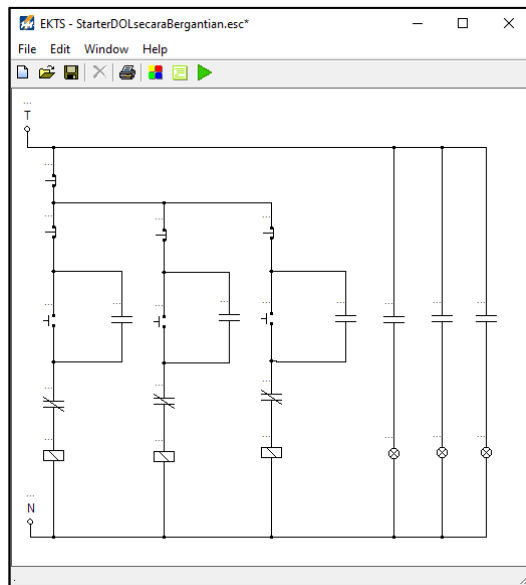 EKTS - StarterDOLsecaraBergantian.esc*
File Edit Window Help
T
N